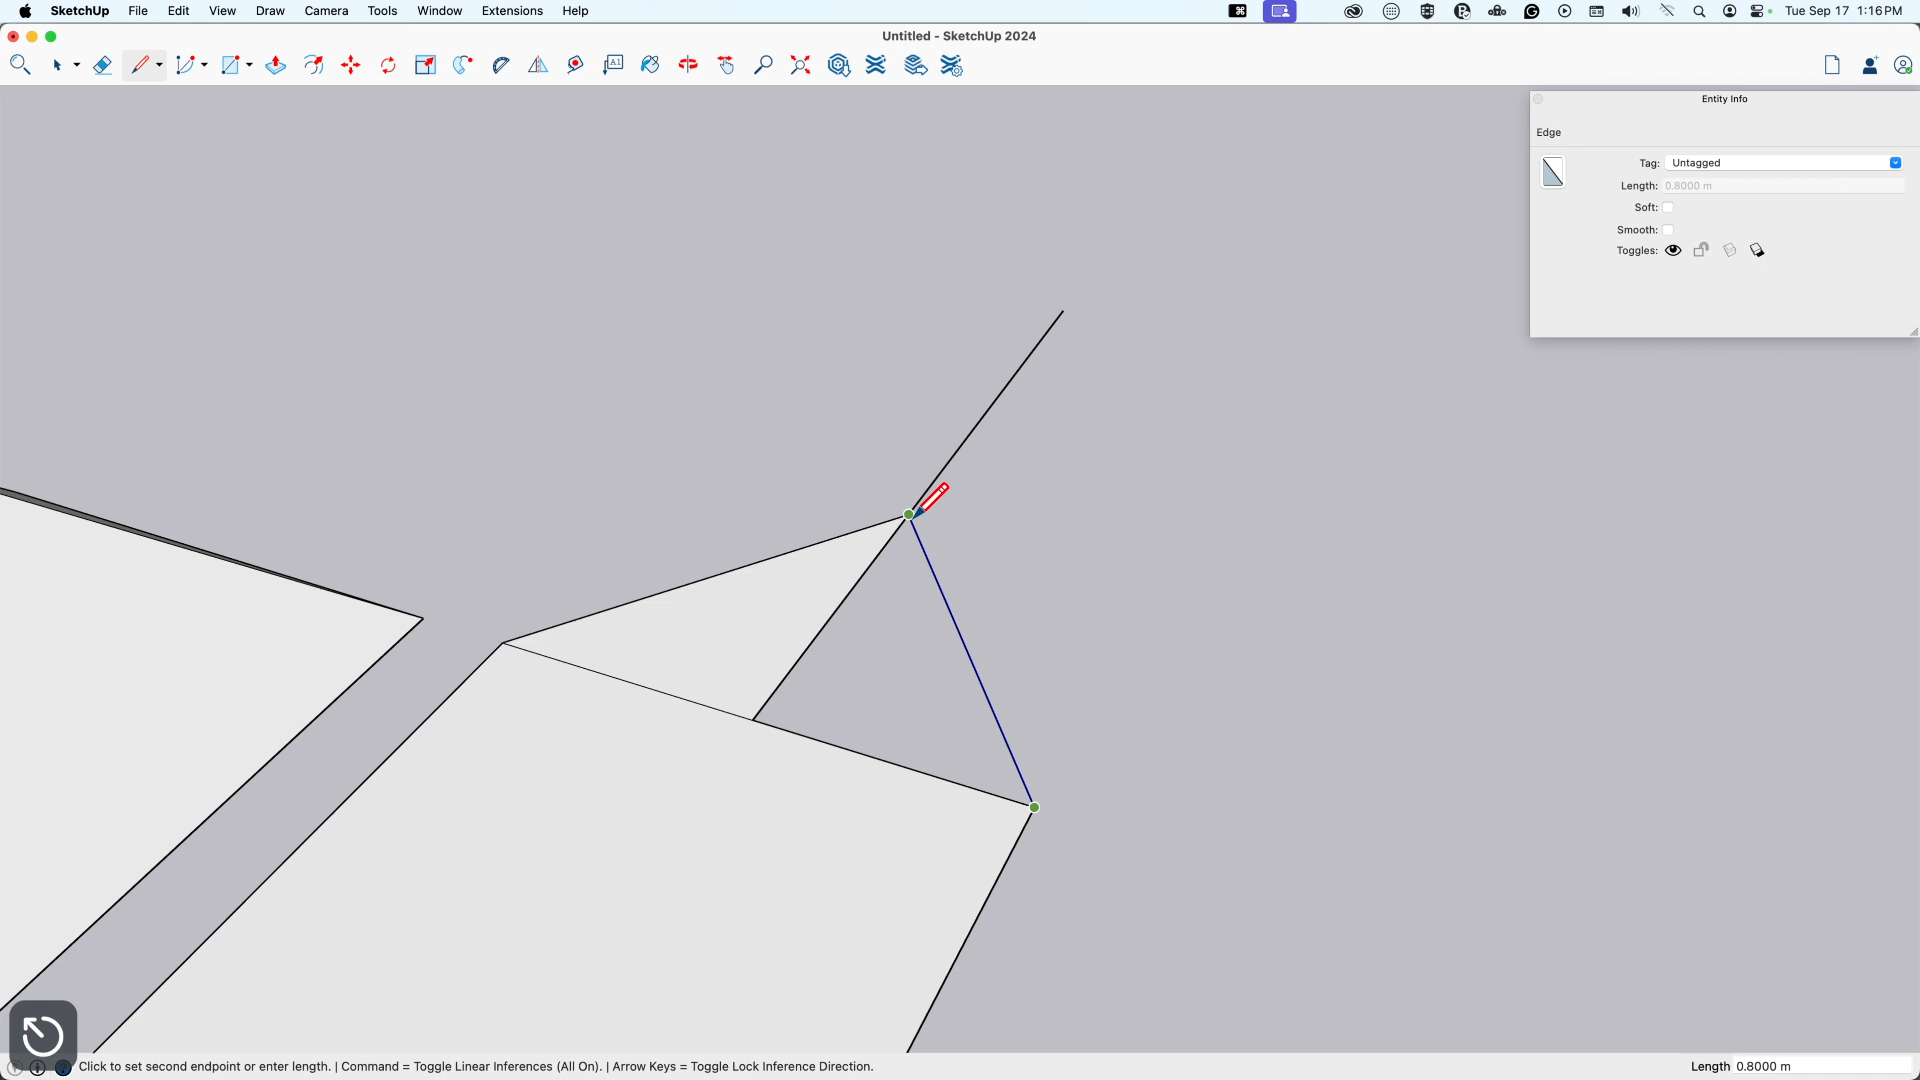 SketchUp File Edit View Draw Camera Tools Window Extensions Help Tue Sep 17 1:16 PM
Untitled - SketchUp 2024
A1
Entity Info
Edge
Tag: Untagged
Length: 0.8000 m
Soft:
Smooth:
Toggles:
Click to set second endpoint or enter length. | Command = Toggle Linear Inferences (All On). | Arrow Keys = Toggle Lock Inference Direction. Length 0.8000 m